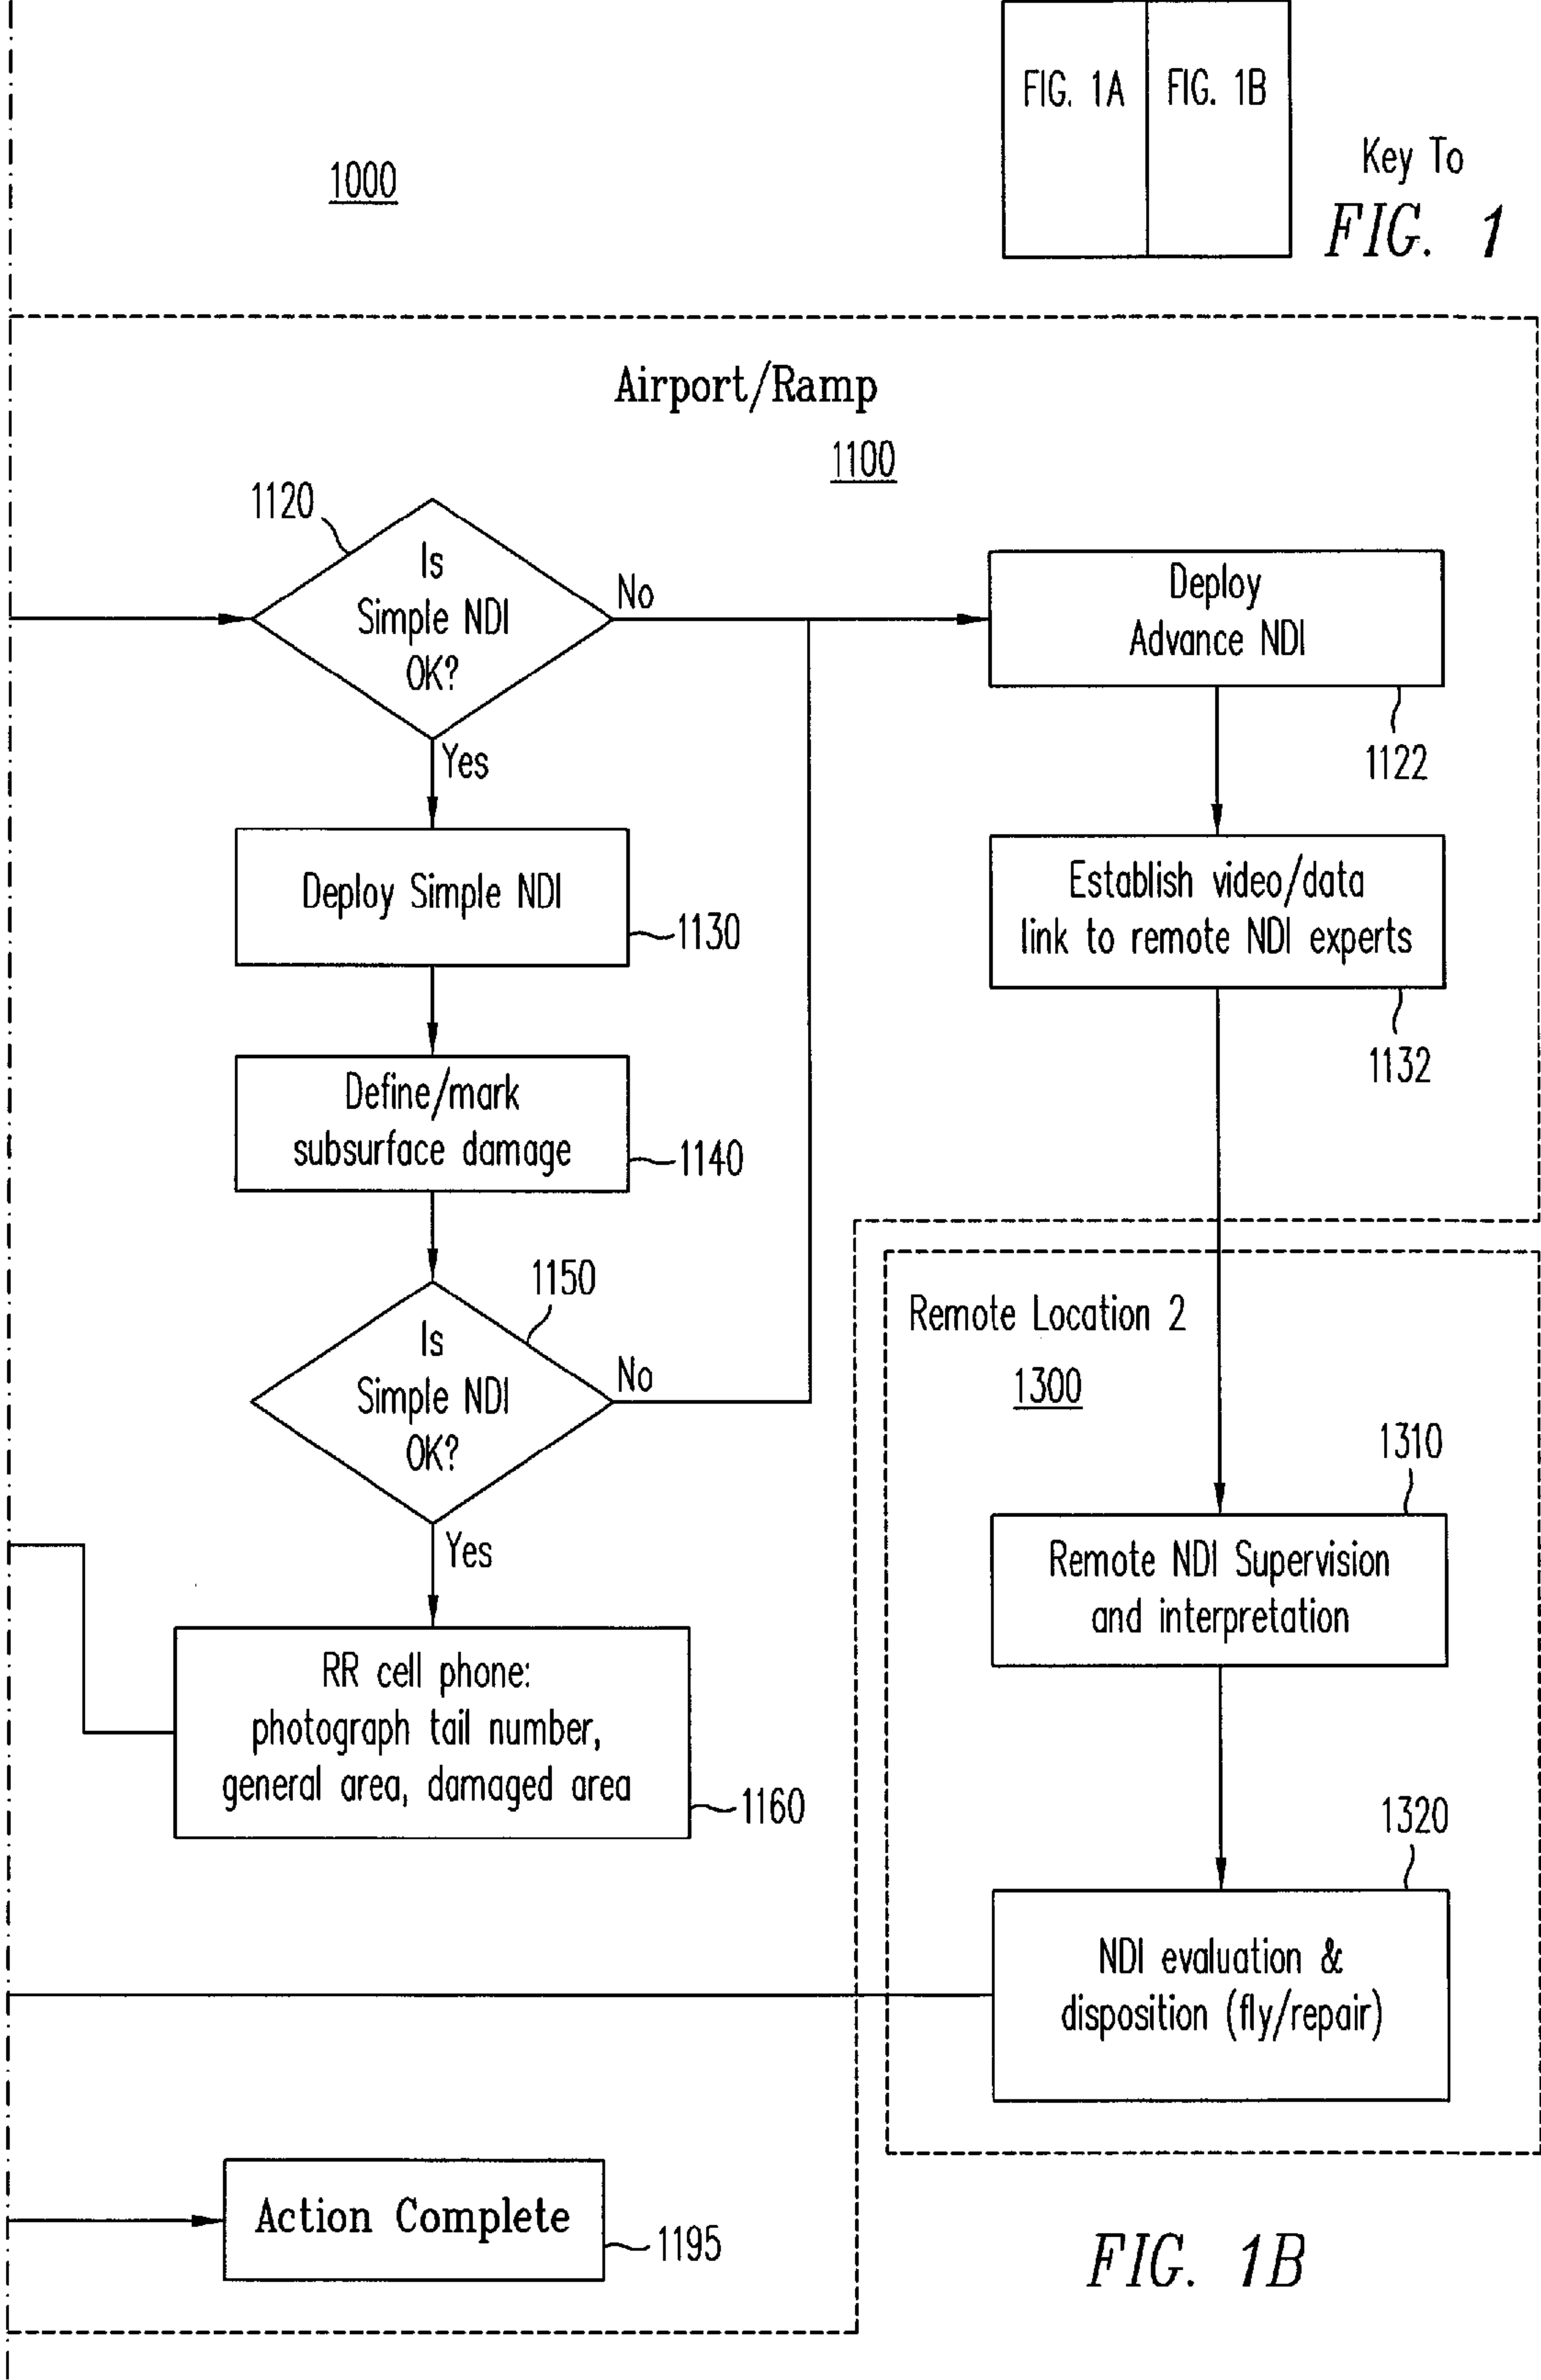 FIG. 1A
FIG. 1B
Key To
FIG. 1
1000
Airport/Ramp
1100
1120
Is
Simple NDI
OK?
No
Yes
Deploy
Advance NDI
1122
Deploy Simple NDI
1130
Establish video/data
link to remote NDI experts
1132
Define/mark
subsurface damage
1140
1150
Is
Simple NDI
OK?
No
Yes
Remote Location 2
1300
1310
Remote NDI Supervision
and interpretation
RR cell phone:
photograph tail number,
general area, damaged area
1160
1320
NDI evaluation &
disposition (fly/repair)
Action Complete
1195
FIG. 1B